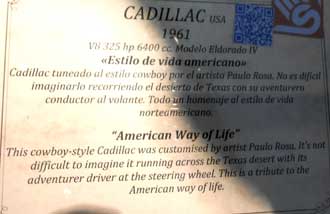 CADILLAC USA
1961
V8 325 hp 6400 cc. Modelo Eldorado IV
«Estilo de vida americano»
Cadillac tuneado al estilo cowboy por el artista Paulo Rosa. No es difícil
imaginarlo recorriendo el desierto de Texas con su aventurero
conductor al volante. Todo un homenaje al estilo de vida
norteamericano.
"American Way of Life"
This cowboy-style Cadillac was customised by artist Paulo Rosa. It's not
difficult to imagine it running across the Texas desert with its
adventurer driver at the steering wheel. This is a tribute to the
American way of life.